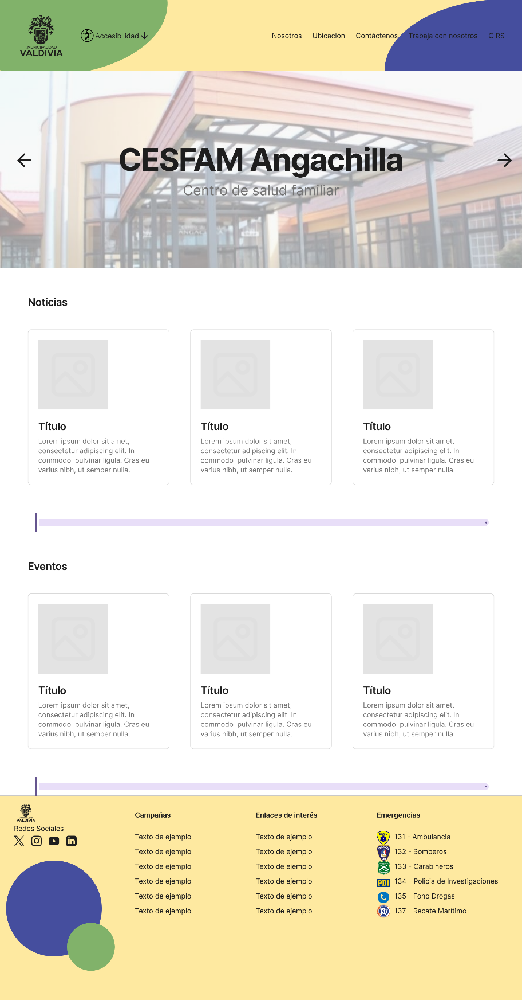 I.MUNICIPALIDAD
VALDIVIA
Accesibilidad
Nosotros
Ubicación
Contáctenos
Trabaja con nosotros
OIRS
CESFAM Angachilla
Centro de salud familiar
Noticias
Título
Lorem ipsum dolor sit amet,
consectetur adipiscing elit. In
commodo pulvinar ligula. Cras eu
varius nibh, ut semper nulla.
Título
Lorem ipsum dolor sit amet,
consectetur adipiscing elit. In
commodo pulvinar ligula. Cras eu
varius nibh, ut semper nulla.
Título
Lorem ipsum dolor sit amet,
consectetur adipiscing elit. In
commodo pulvinar ligula. Cras eu
varius nibh, ut semper nulla.
Eventos
Título
Lorem ipsum dolor sit amet,
consectetur adipiscing elit. In
commodo pulvinar ligula. Cras eu
varius nibh, ut semper nulla.
Título
Lorem ipsum dolor sit amet,
consectetur adipiscing elit. In
commodo pulvinar ligula. Cras eu
varius nibh, ut semper nulla.
Título
Lorem ipsum dolor sit amet,
consectetur adipiscing elit. In
commodo pulvinar ligula. Cras eu
varius nibh, ut semper nulla.
VALDIVIA
Redes Sociales
Campañas
Texto de ejemplo
Texto de ejemplo
Texto de ejemplo
Texto de ejemplo
Texto de ejemplo
Texto de ejemplo
Enlaces de interés
Texto de ejemplo
Texto de ejemplo
Texto de ejemplo
Texto de ejemplo
Texto de ejemplo
Texto de ejemplo
Emergencias
SAMU
131 - Ambulancia
132 - Bomberos
133 - Carabineros
PDI
134 - Policia de Investigaciones
135 - Fono Drogas
137
137 - Recate Marítimo